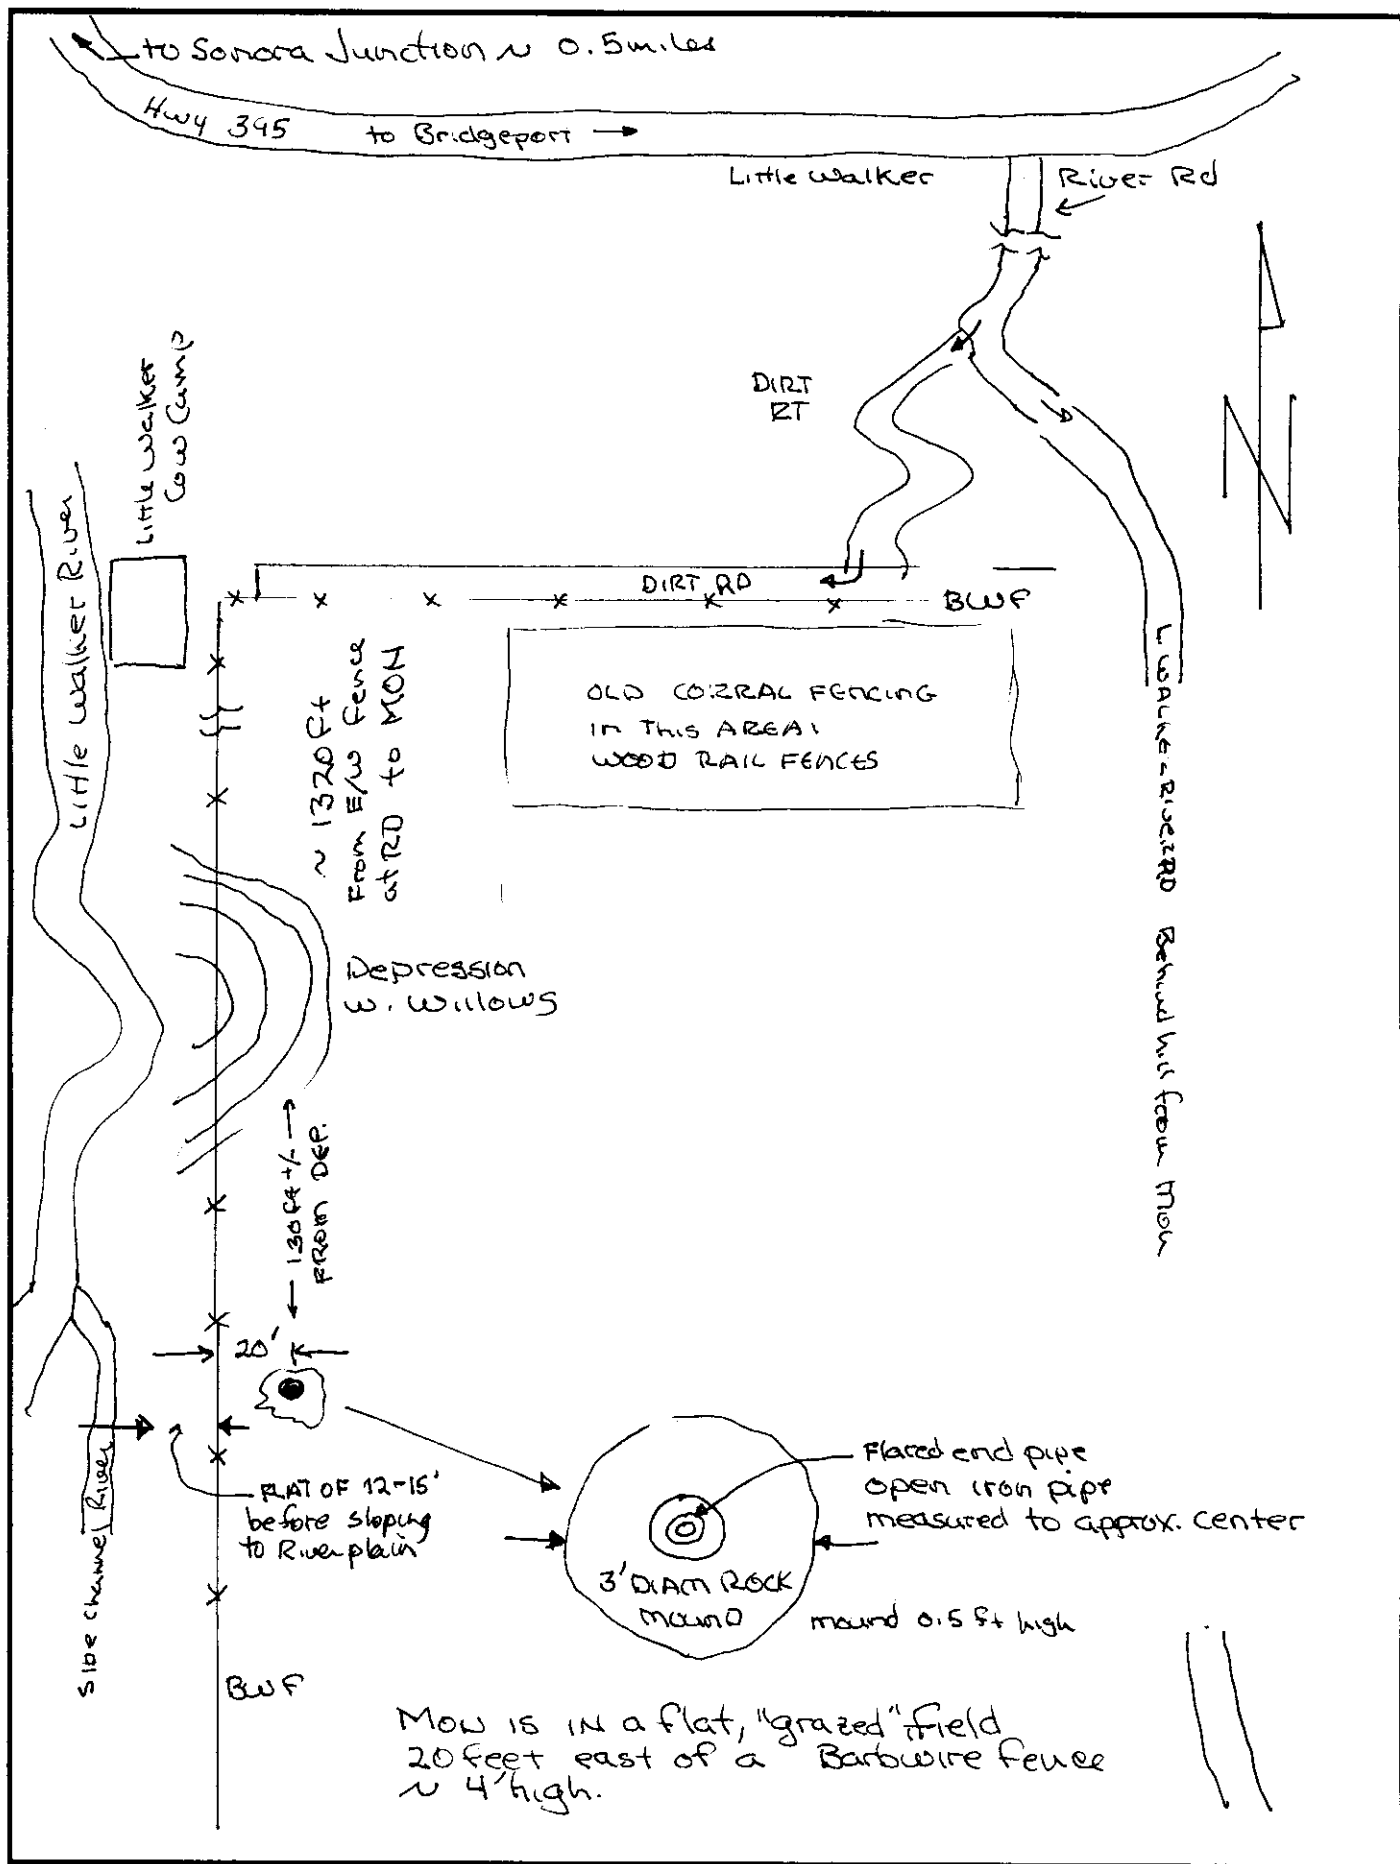 to Sonora Junction ~ 0.5 miles
Hwy 395
to Bridgeport →
Little Walker
River Rd
N
DIRT
RT
Little Walker
Cow Camp
Little Walker River
DIRT RD
BWF
OLD CORRAL FENCING
in This AREA:
WOOD RAIL FENCES
~ 1320 ft
From E/W Fence
at RD to MON
L. WALKER RIVER RD Behind hill from Mon
Depression
w. Willows
← 130 ft +/- →
FROM DEP.
20'
FLAT OF 12-15'
before sloping
to River plain
Side Channel River
Flared end pipe
open iron pipe
measured to approx. center
3' DIAM ROCK
MOUND
mound 0.5 ft high
BWF
MON IS IN a flat, "grazed" field
20 feet east of a Barbwire Fence
~ 4' high.